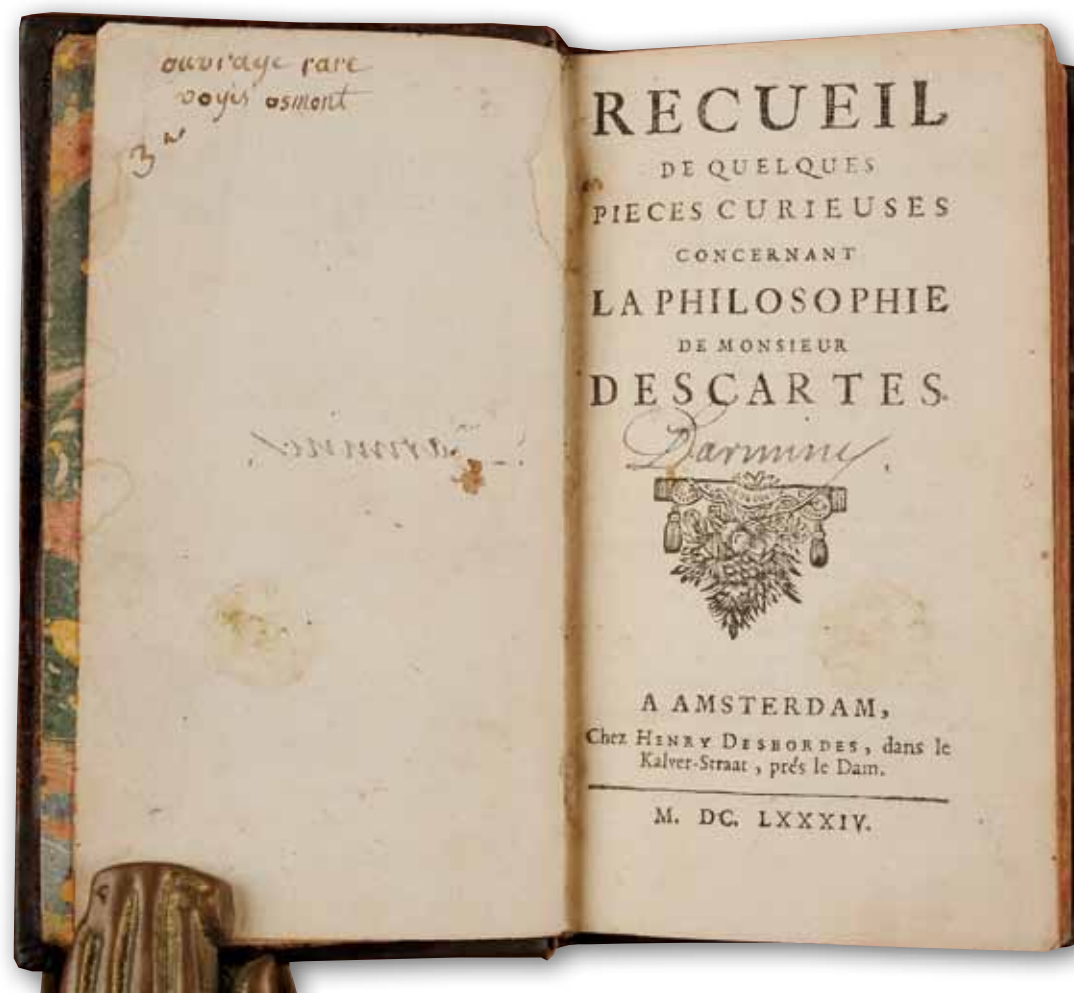 ouvrage rare
voyés osmont
3
RECUEIL
DE QUELQUES
PIECES CURIEUSES
CONCERNANT
LA PHILOSOPHIE
DE MONSIEUR
DESCARTES.
A AMSTERDAM,
Chez HENRY DESBORDES, dans le
Kalver-Straat, prés le Dam.
M. DC. LXXXIV.